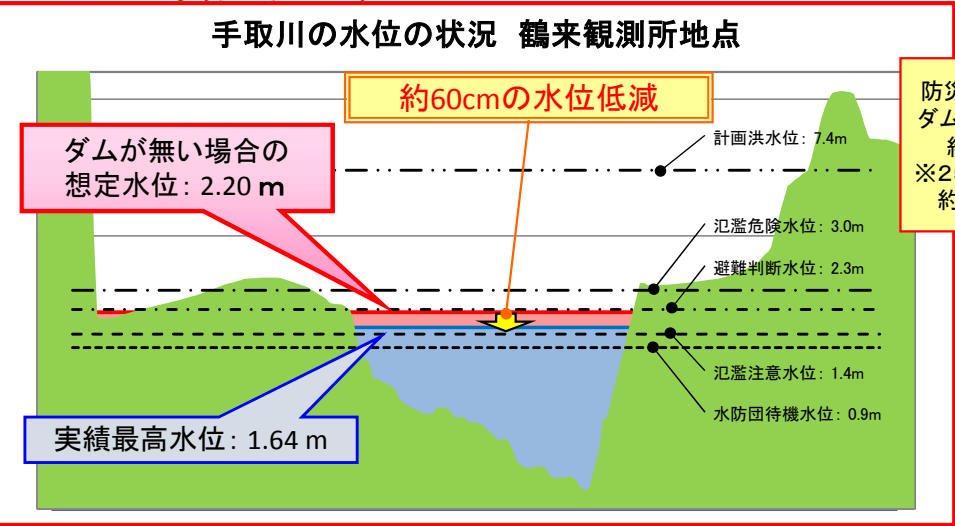 手取川の水位の状況 鶴来観測所地点
約60cmの水位低減
ダムが無い場合の
想定水位: 2.20 m
計画洪水位: 7.4m
氾濫危険水位: 3.0m
避難判断水位: 2.3m
氾濫注意水位: 1.4m
水防団待機水位: 0.9m
実績最高水位: 1.64 m
防災
ダム
※2
約